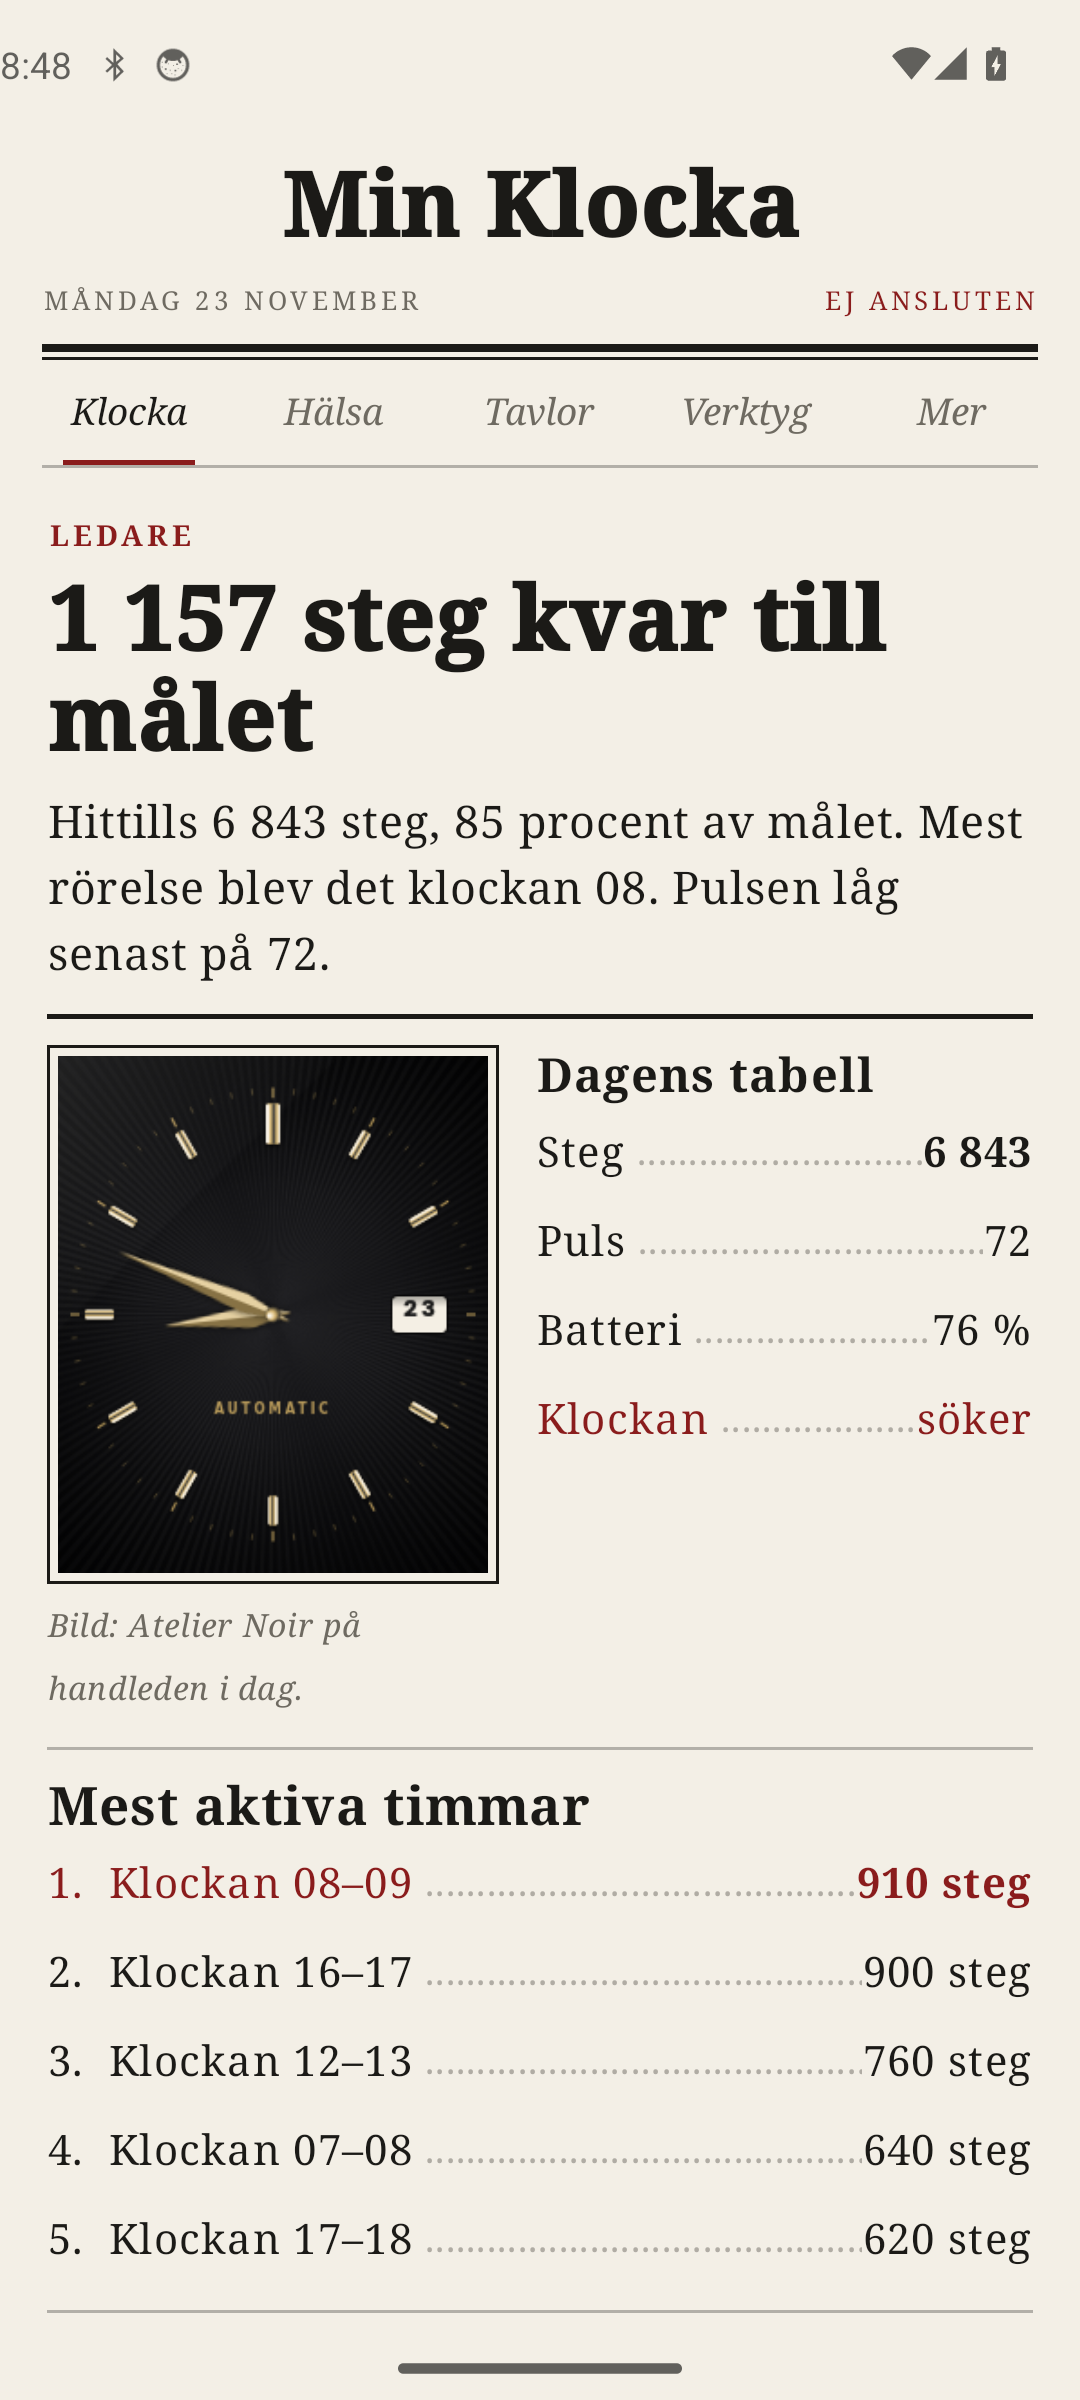 8:48
Min Klocka
MÅNDAG 23 NOVEMBER
EJ ANSLUTEN
Klocka Hälsa Tavlor Verktyg Mer
LEDARE
1 157 steg kvar till
målet
Hittills 6 843 steg, 85 procent av målet. Mest
rörelse blev det klockan 08. Pulsen låg
senast på 72.
23
AUTOMATIC
Bild: Atelier Noir på
handleden i dag.
Dagens tabell
Steg 6 843
Puls 72
Batteri 76 %
Klockan söker
Mest aktiva timmar
1. Klockan 08–09 910 steg
2. Klockan 16–17 900 steg
3. Klockan 12–13 760 steg
4. Klockan 07–08 640 steg
5. Klockan 17–18 620 steg